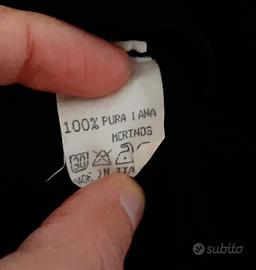 100% PURA LANA
MERINOS
30
MADE IN ITA
subito